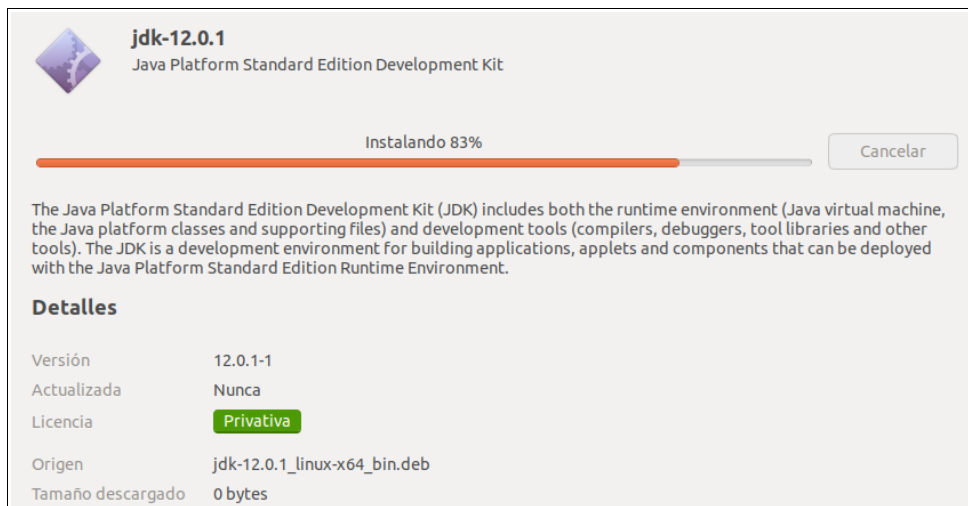 jdk-12.0.1
Java Platform Standard Edition Development Kit
Instalando 83%
Cancelar
The Java Platform Standard Edition Development Kit (JDK) includes both the runtime environment (Java virtual machine,
the Java platform classes and supporting files) and development tools (compilers, debuggers, tool libraries and other
tools). The JDK is a development environment for building applications, applets and components that can be deployed
with the Java Platform Standard Edition Runtime Environment.
Detalles
Versión 12.0.1-1
Actualizada Nunca
Licencia Privativa
Origen jdk-12.0.1_linux-x64_bin.deb
Tamaño descargado 0 bytes